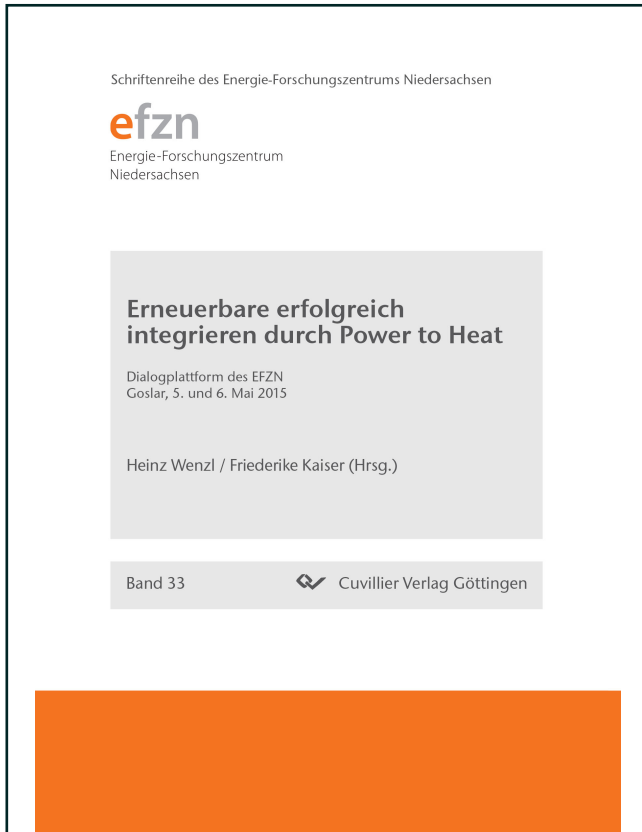 Schriftenreihe des Energie-Forschungszentrums Niedersachsen
efzn
Energie-Forschungszentrum
Niedersachsen
Erneuerbare erfolgreich
integrieren durch Power to Heat
Dialogplattform des EFZN
Goslar, 5. und 6. Mai 2015
Heinz Wenzl / Friederike Kaiser (Hrsg.)
Band 33
Cuvillier Verlag Göttingen